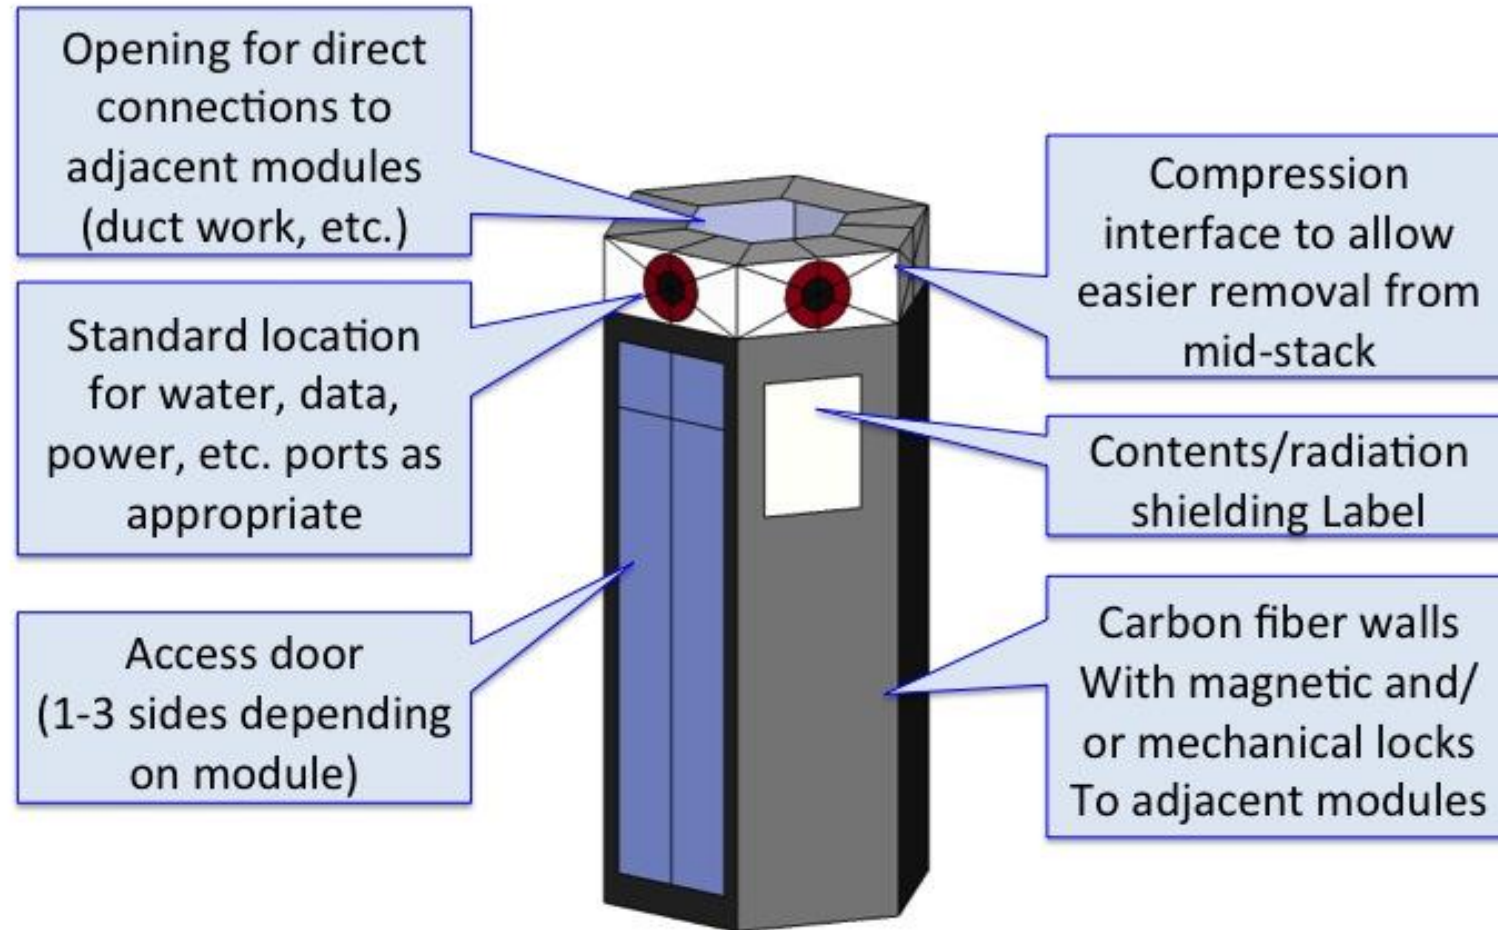 Opening for direct
connections to
adjacent modules
(duct work, etc.)
Standard location
for water, data,
power, etc. ports as
appropriate
Access door
(1-3 sides depending
on module)
Compression
interface to allow
easier removal from
mid-stack
Contents/radiation
shielding Label
Carbon fiber walls
With magnetic and/
or mechanical locks
To adjacent modules